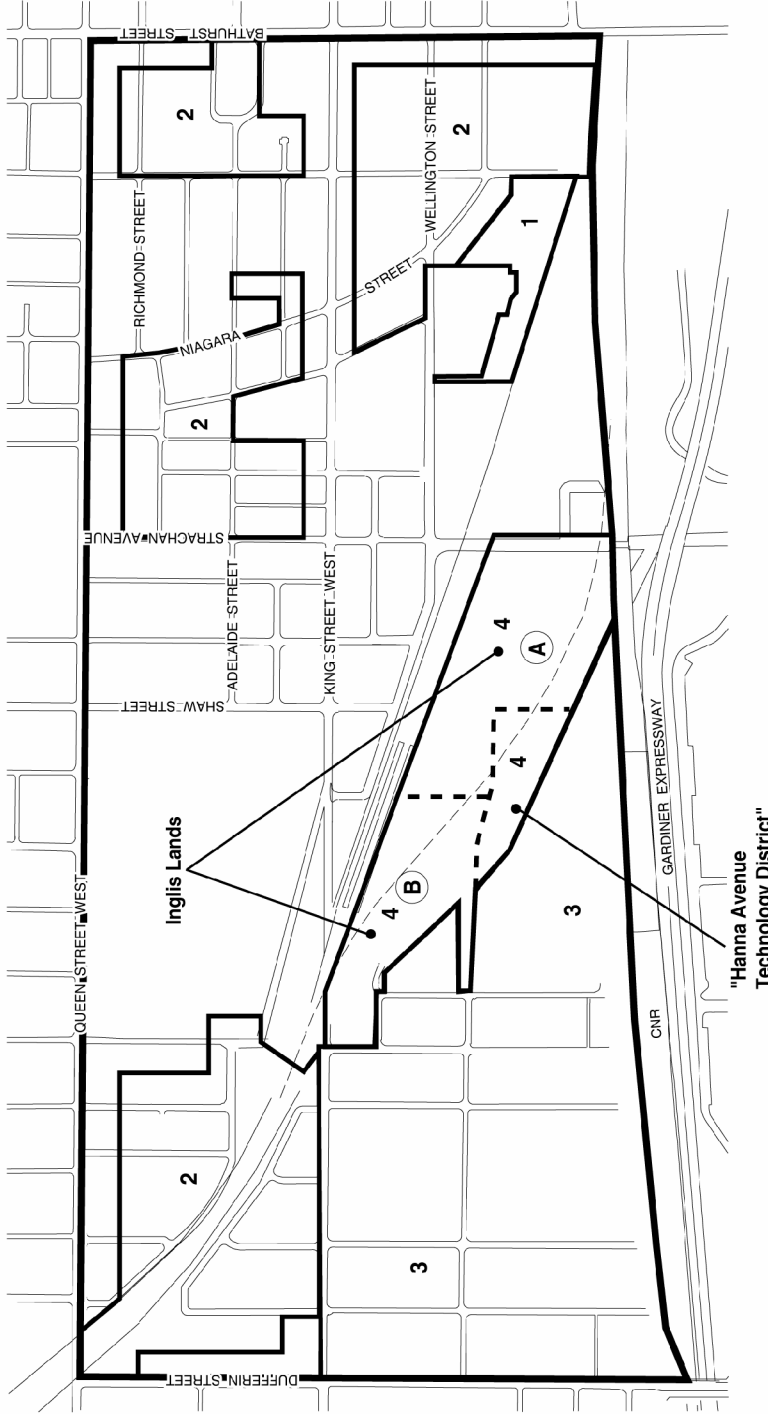 BATHURST STREET
2
2
WELLINGTON STREET
RICHMOND STREET
1
STREET
NIAGARA
2
STRACHAN AVENUE
ADELAIDE STREET
KING STREET WEST
4
A
SHAW STREET
4
GARDINER EXPRESSWAY
Inglis Lands
B
4
3
"Hanna Avenue
Technology District"
QUEEN STREET WEST
CNR
2
3
DUFFERIN STREET